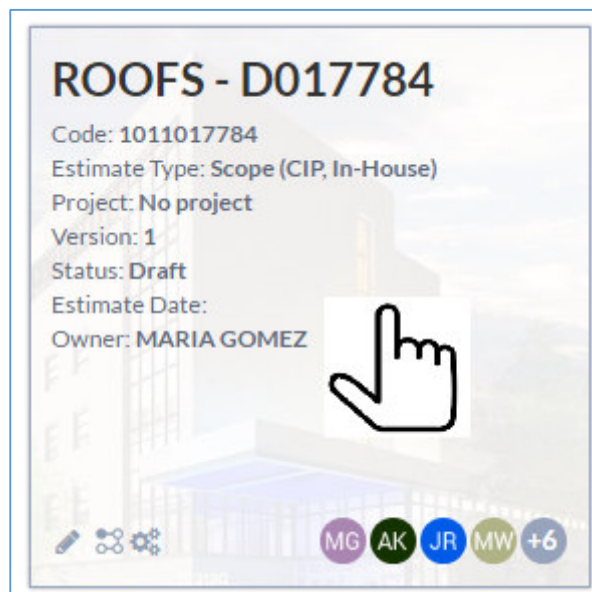 ROOFS - D017784
Code: 1011017784
Estimate Type: Scope (CIP, In-House)
Project: No project
Version: 1
Status: Draft
Estimate Date:
Owner: MARIA GOMEZ
MG AK JR MW +6